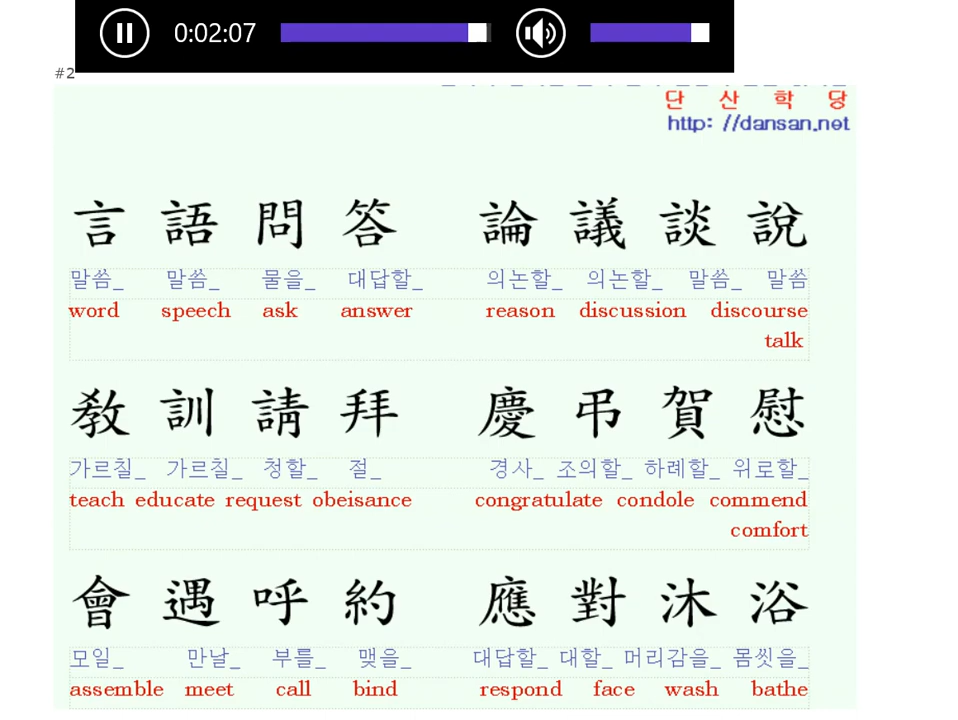 0:02:07
#2
단 산 학 당
http: //dansan.net
言 語 問 答 論 議 談 說
말씀_ 말씀_ 물을_ 대답할_ 의논할_ 의논할_ 말씀_ 말씀
word speech ask answer reason discussion discourse
talk
敎 訓 請 拜 慶 弔 賀 慰
가르칠_ 가르칠_ 청할_ 절_ 경사_ 조의할_ 하례할_ 위로할_
teach educate request obeisance congratulate condole commend
comfort
會 遇 呼 約 應 對 沐 浴
모일_ 만날_ 부를_ 맺을_ 대답할_ 대할_ 머리감을_ 몸씻을_
assemble meet call bind respond face wash bathe